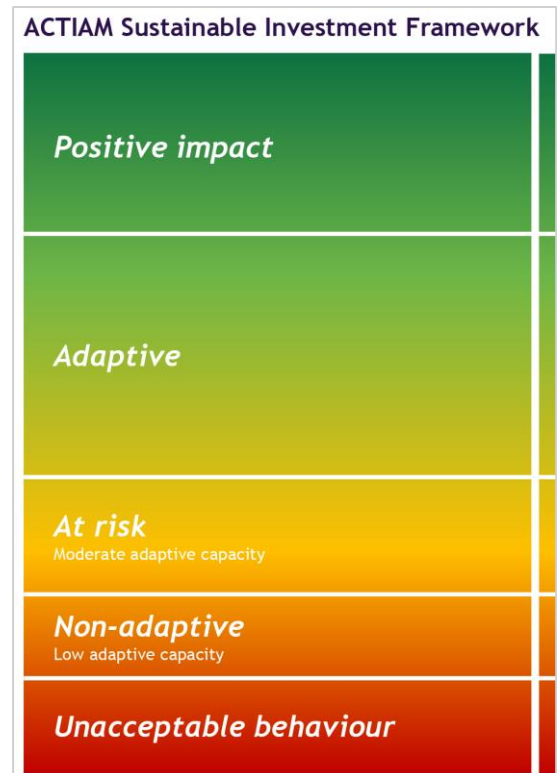 ACTIAM Sustainable Investment Framework
Positive impact
Adaptive
At risk
Moderate adaptive capacity
Non-adaptive
Low adaptive capacity
Unacceptable behaviour